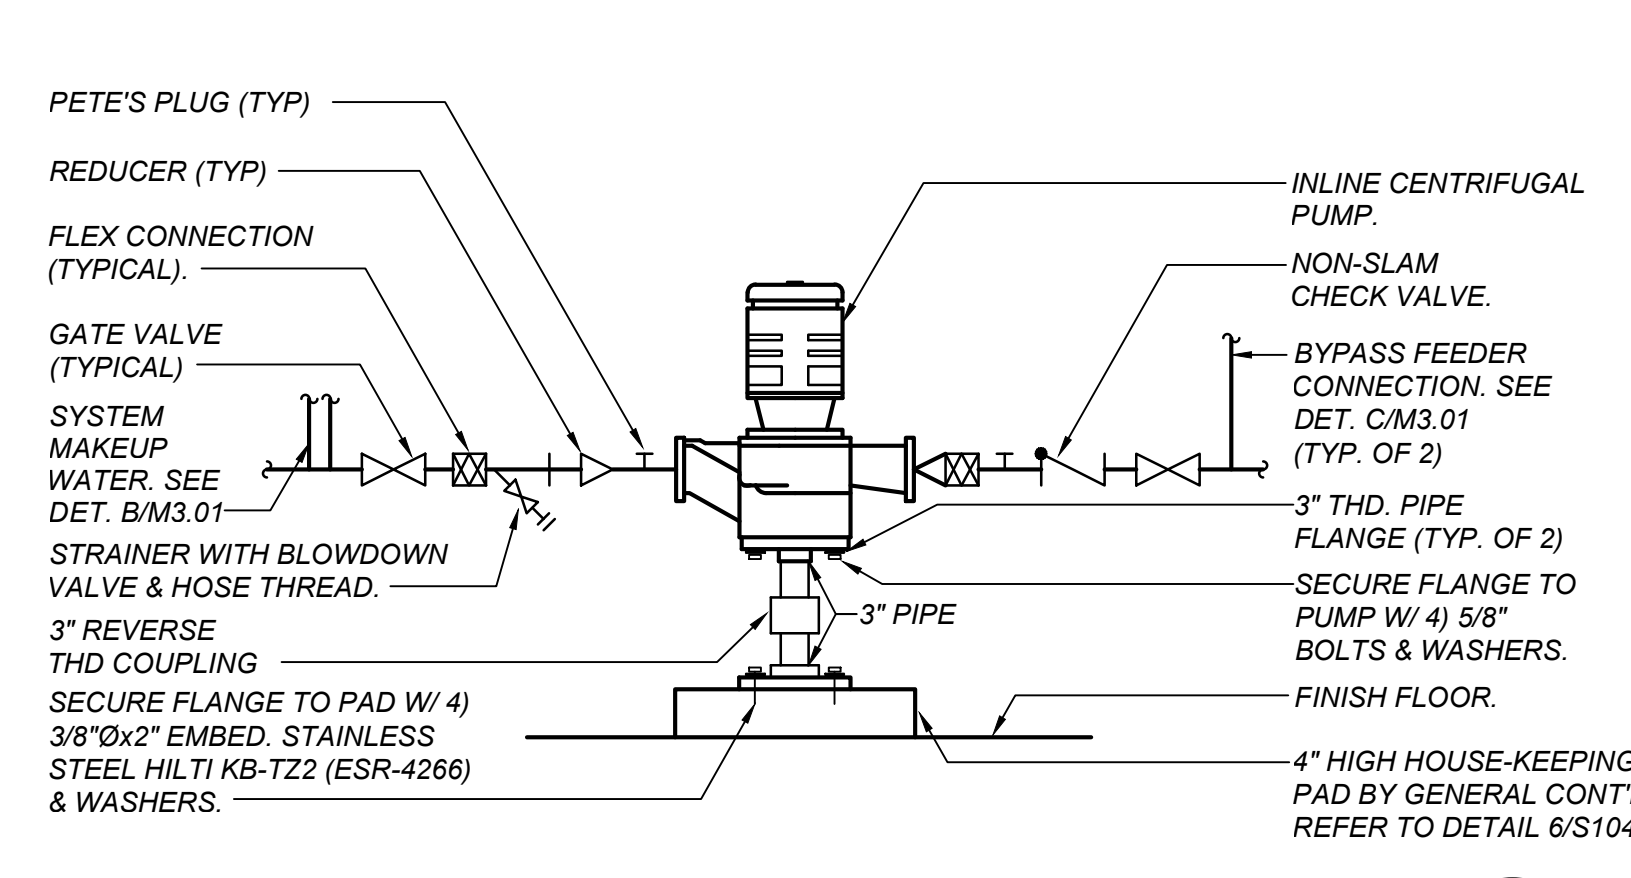 PETE'S PLUG (TYP)
REDUCER (TYP)
FLEX CONNECTION
(TYPICAL).
GATE VALVE
(TYPICAL)
SYSTEM
MAKEUP
WATER. SEE
DET. B/M3.01
STRAINER WITH BLOWDOWN
VALVE & HOSE THREAD.
3" REVERSE
THD COUPLING
SECURE FLANGE TO PAD W/ 4)
3/8"Øx2" EMBED. STAINLESS
STEEL HILTI KB-TZ2 (ESR-4266)
& WASHERS.
3" PIPE
INLINE CENTRIFUGAL
PUMP.
NON-SLAM
CHECK VALVE.
BYPASS FEEDER
CONNECTION. SEE
DET. C/M3.01
(TYP. OF 2)
3" THD. PIPE
FLANGE (TYP. OF 2)
SECURE FLANGE TO
PUMP W/ 4) 5/8"
BOLTS & WASHERS.
FINISH FLOOR.
4" HIGH HOUSE-KEEPING
PAD BY GENERAL
REFER TO DETAIL 6/S104